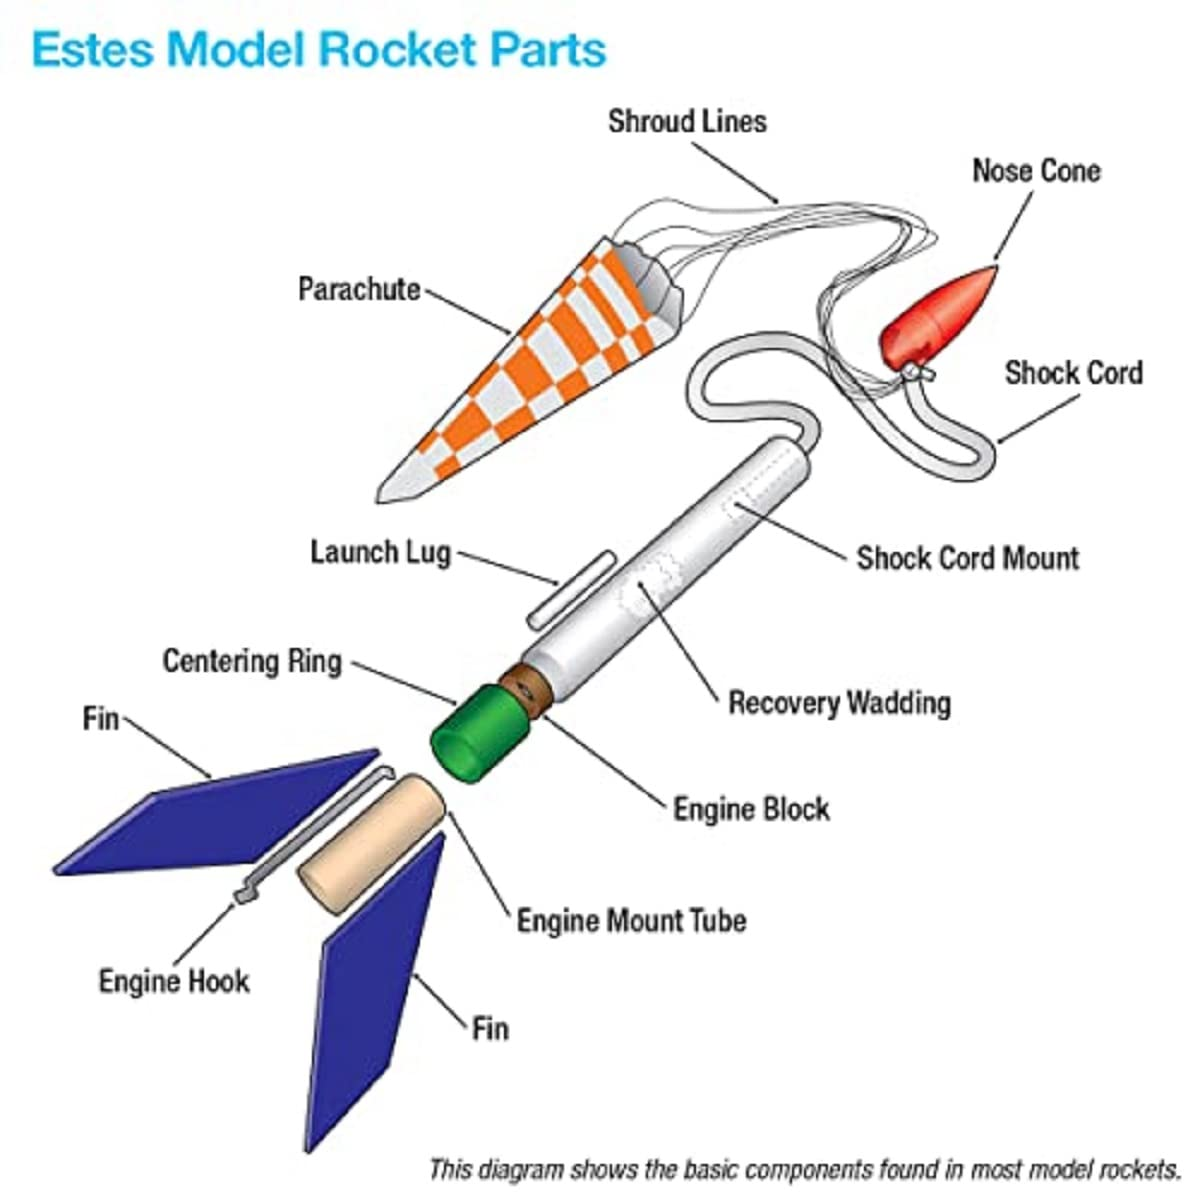 Estes Model Rocket Parts
Shroud Lines
Nose Cone
Parachute
Shock Cord
Launch Lug
Shock Cord Mount
Centering Ring
Recovery Wadding
Fin
Engine Block
Engine Mount Tube
Engine Hook
Fin
This diagram shows the basic components found in most model rockets.